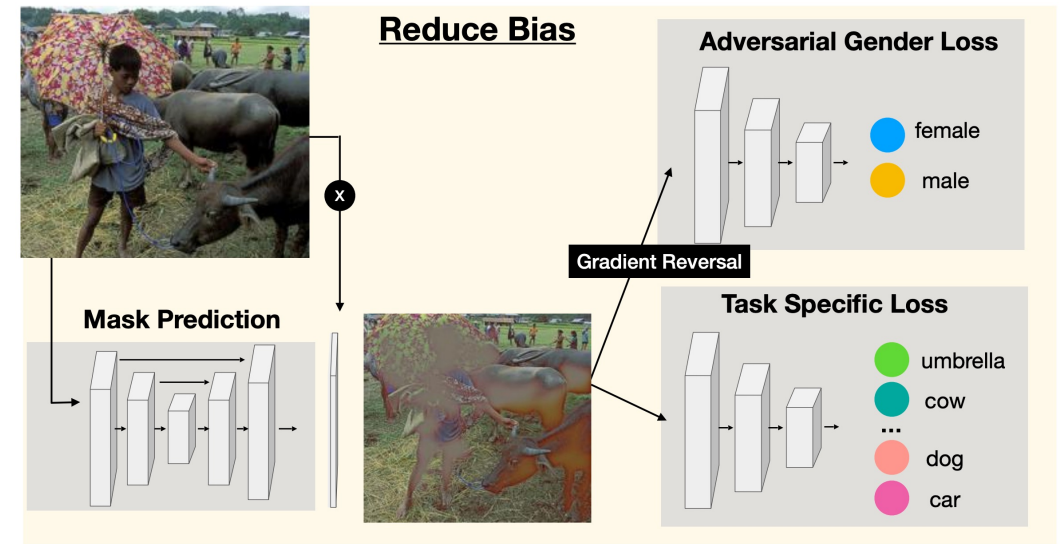 Reduce Bias
Adversarial Gender Loss
female
male
X
Gradient Reversal
Mask Prediction
Task Specific Loss
umbrella
cow
...
dog
car